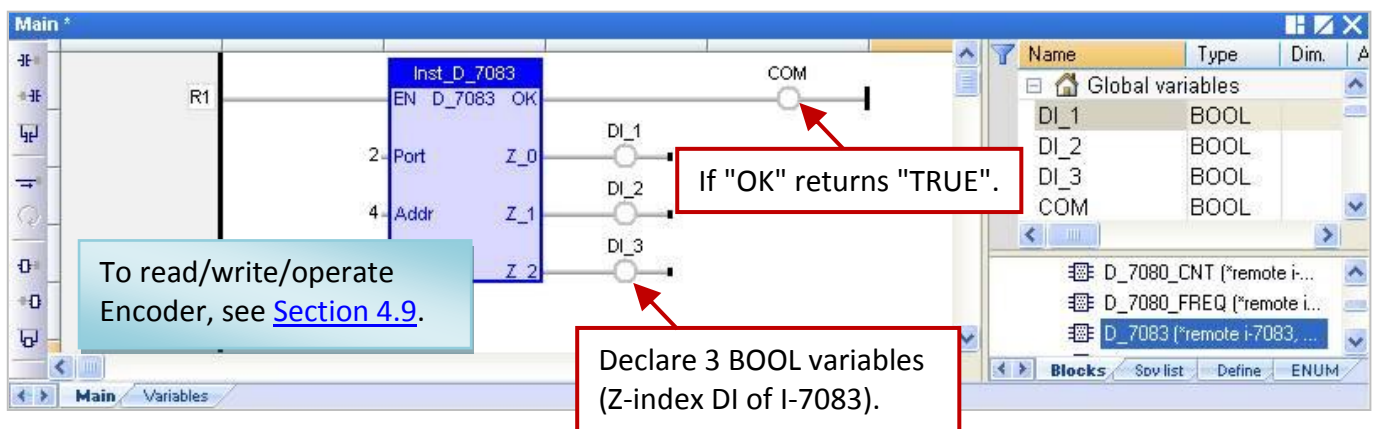 Main *
Name Type Dim. A
Global variables
DI_1 BOOL
DI_2 BOOL
DI_3 BOOL
COM BOOL
Inst_D_7083
EN D_7083 OK
R1
COM
DI_1
2 Port Z_0
DI_2
4 Addr Z_1
DI_3
Z_2
If "OK" returns "TRUE".
To read/write/operate
Encoder, see Section 4.9.
Declare 3 BOOL variables
(Z-index DI of I-7083).
D_7080_CNT (*remote i-...
D_7080_FREQ (*remote i...
D_7083 (*remote i-7083, ...
Blocks Spy list Define ENUM
Main Variables